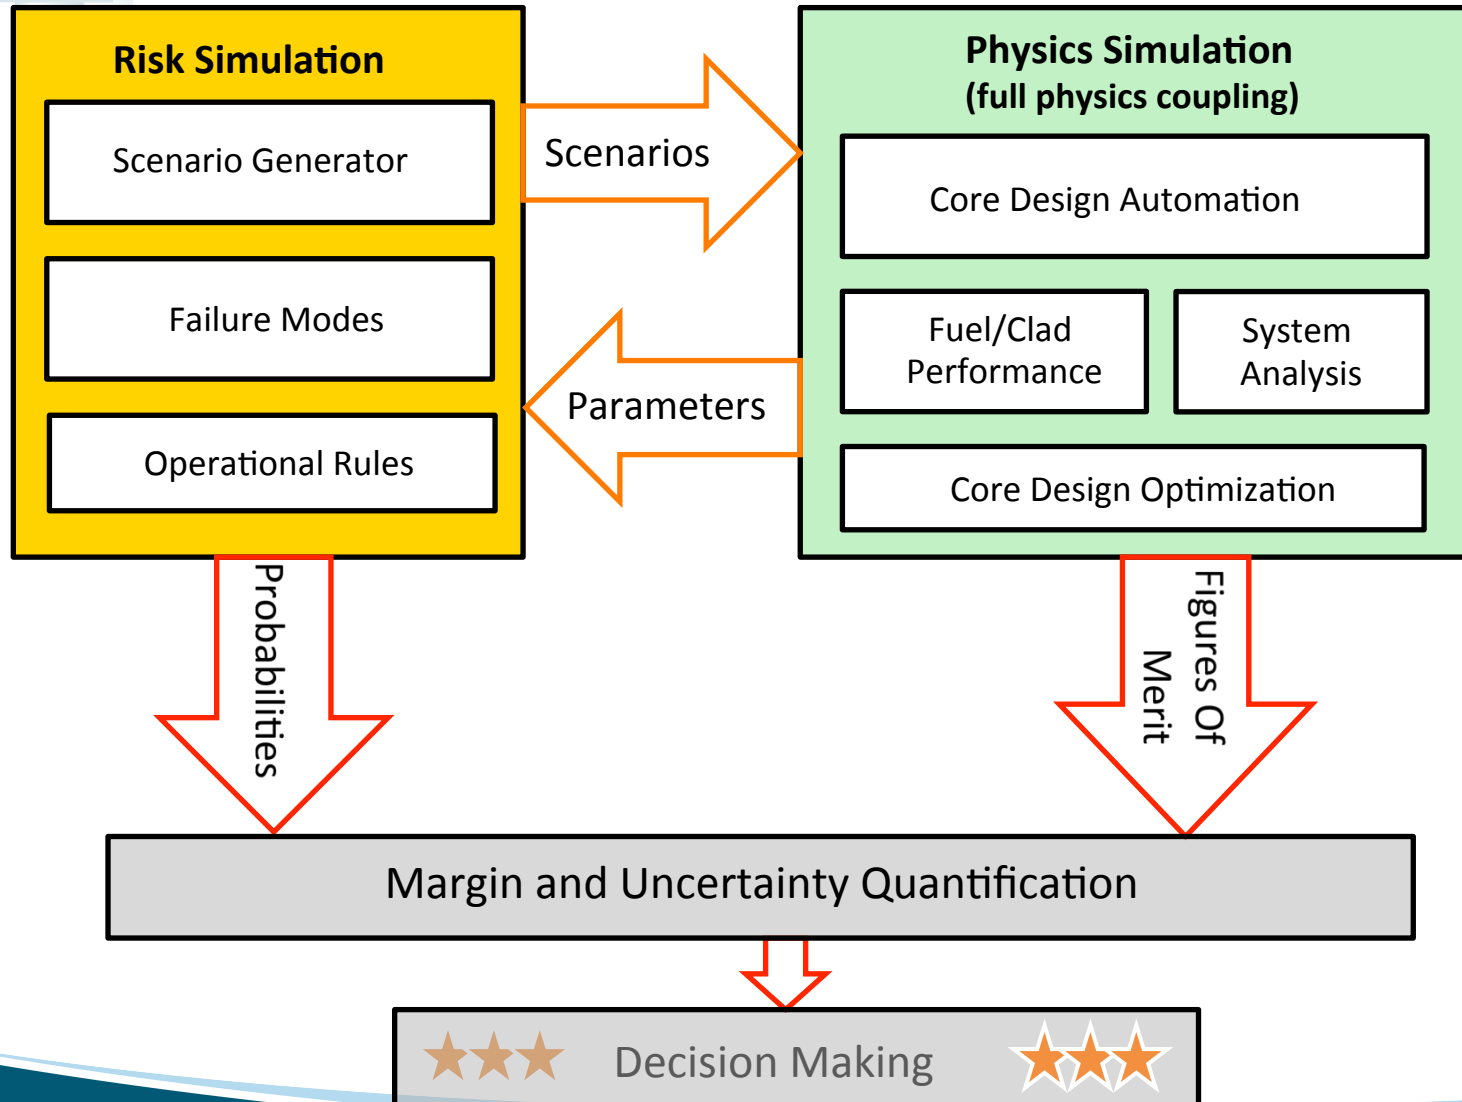 Risk Simulation
Scenario Generator
Failure Modes
Operational Rules
Scenarios
Parameters
Physics Simulation
(full physics coupling)
Core Design Automation
Fuel/Clad
Performance
System
Analysis
Core Design Optimization
Probabilities
Figures Of
Merit
Margin and Uncertainty Quantification
Decision Making